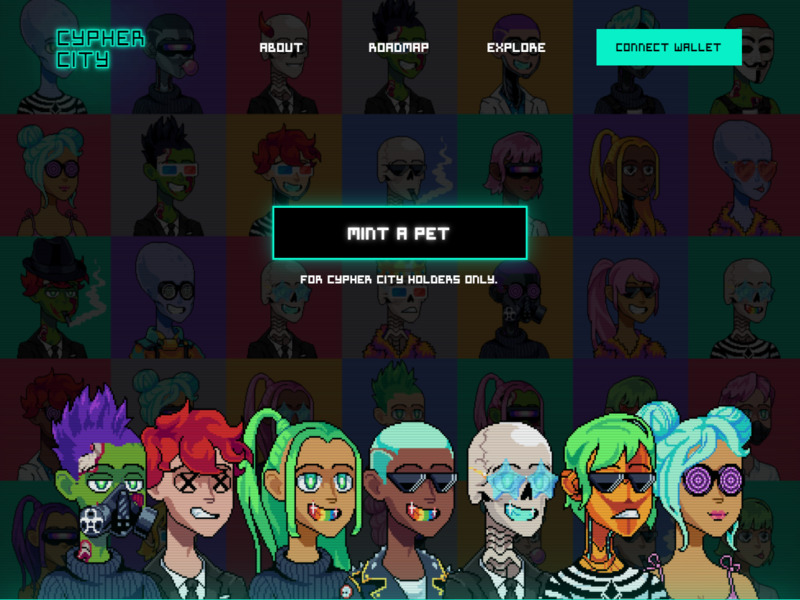 CYPHER
CITY
ABOUT
ROADMAP
EXPLORE
CONNECT WALLET
MINT A PET
FOR CYPHER CITY HOLDERS ONLY.